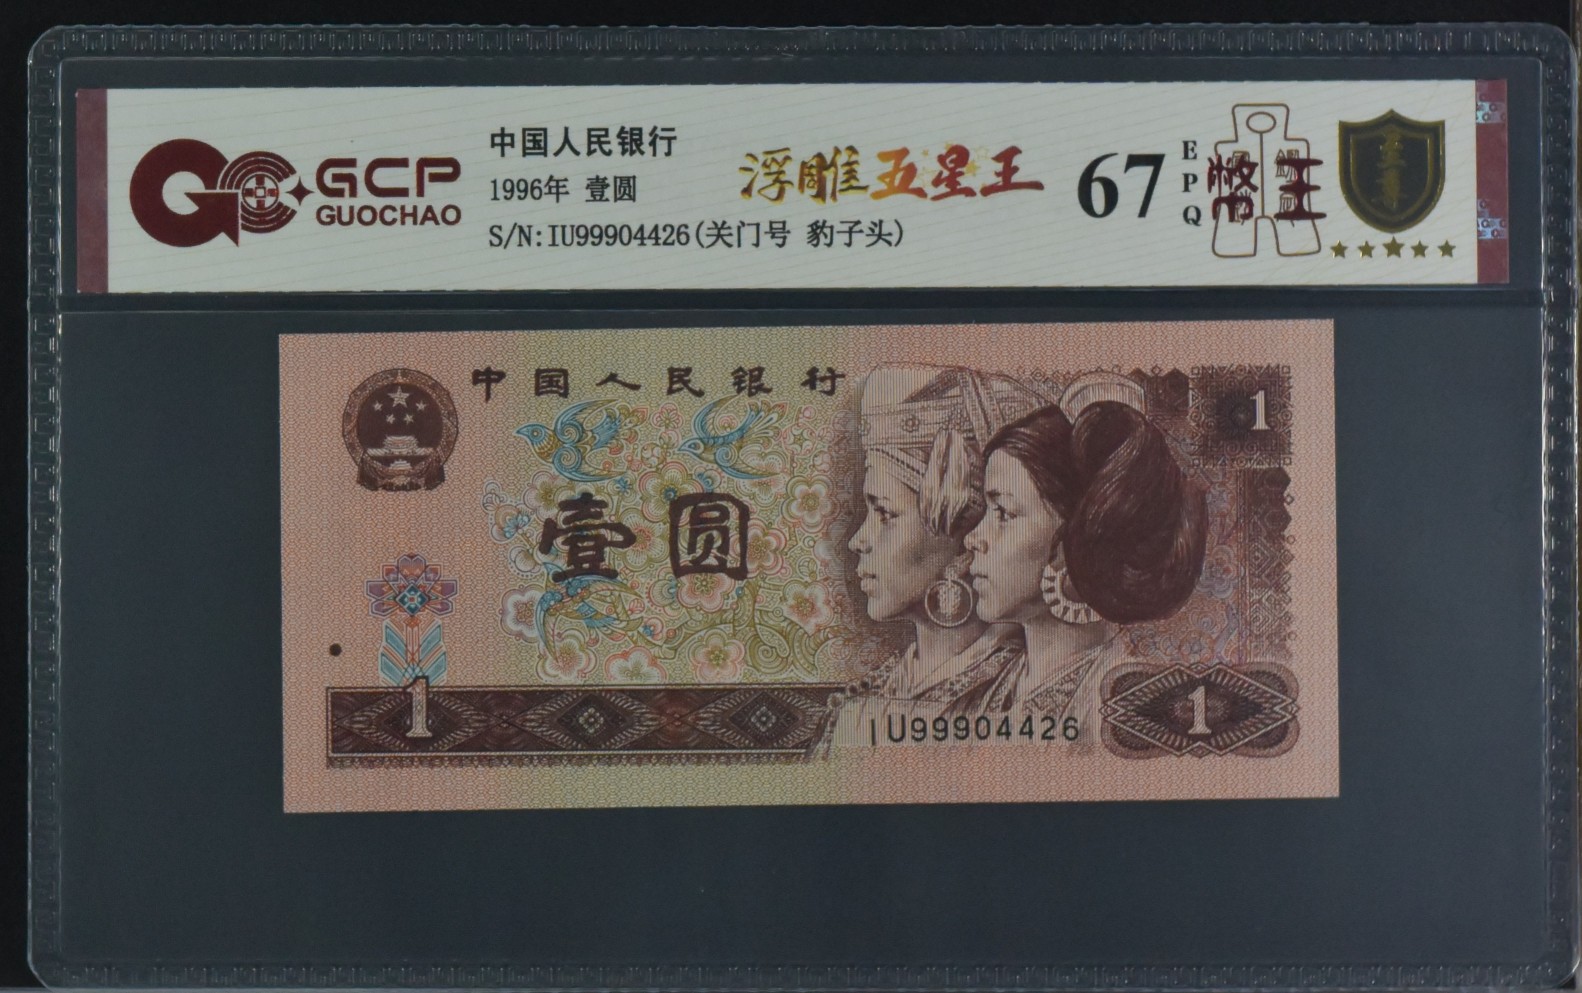 GCP
GUOCHAO
中国人民银行
1996年 壹圆
S/N:IU99904426(关门号 豹子头)
浮雕五星王
67
E
P
Q
币王
至尊
中国人民银行
1
壹圆
1
IU99904426
1